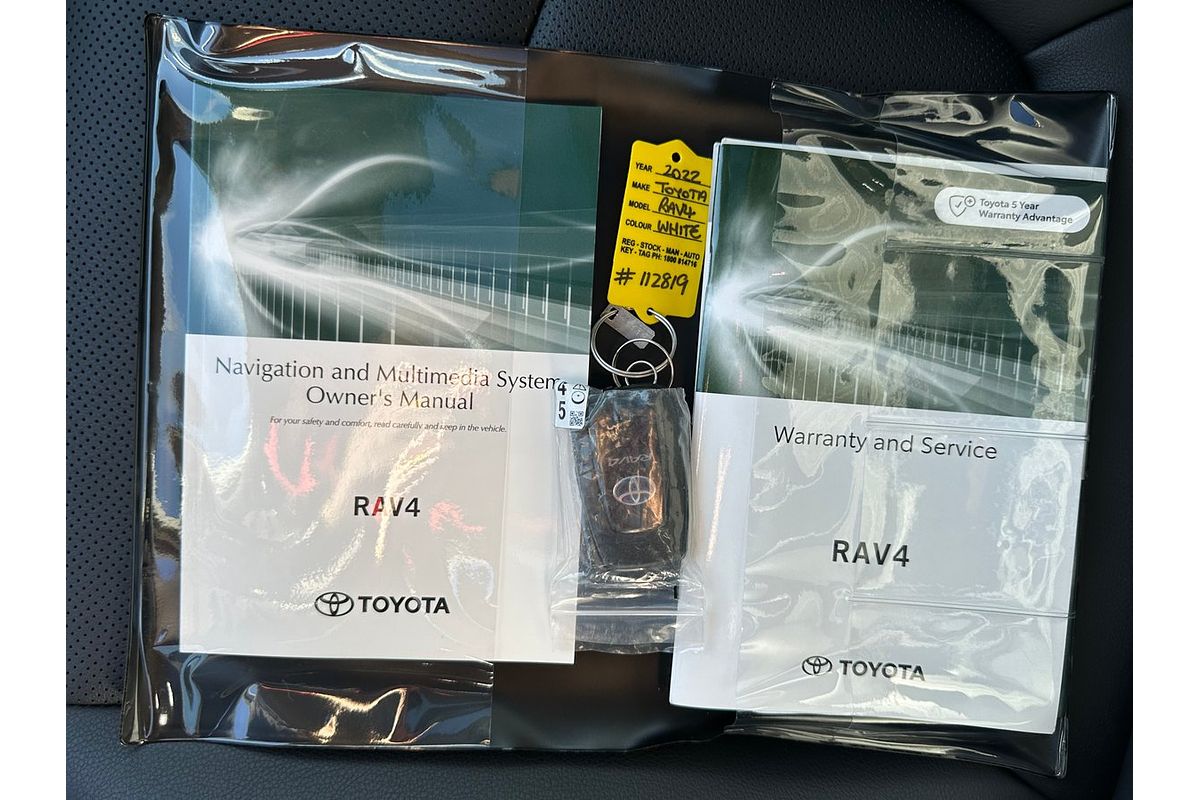 Navigation and Multimedia System
Owner's Manual
For your safety and comfort, read carefully and keep in the vehicle.
RAV4
TOYOTA
YEAR 2022
MAKE TOYOTA
MODEL RAV4
COLOUR WHITE
REG - STOCK - MAN - AUTO
KEY - TAG PH: 1800 814716
# 112819
4
5
RAV4
Toyota 5 Year
Warranty Advantage
Warranty and Service
RAV4
TOYOTA